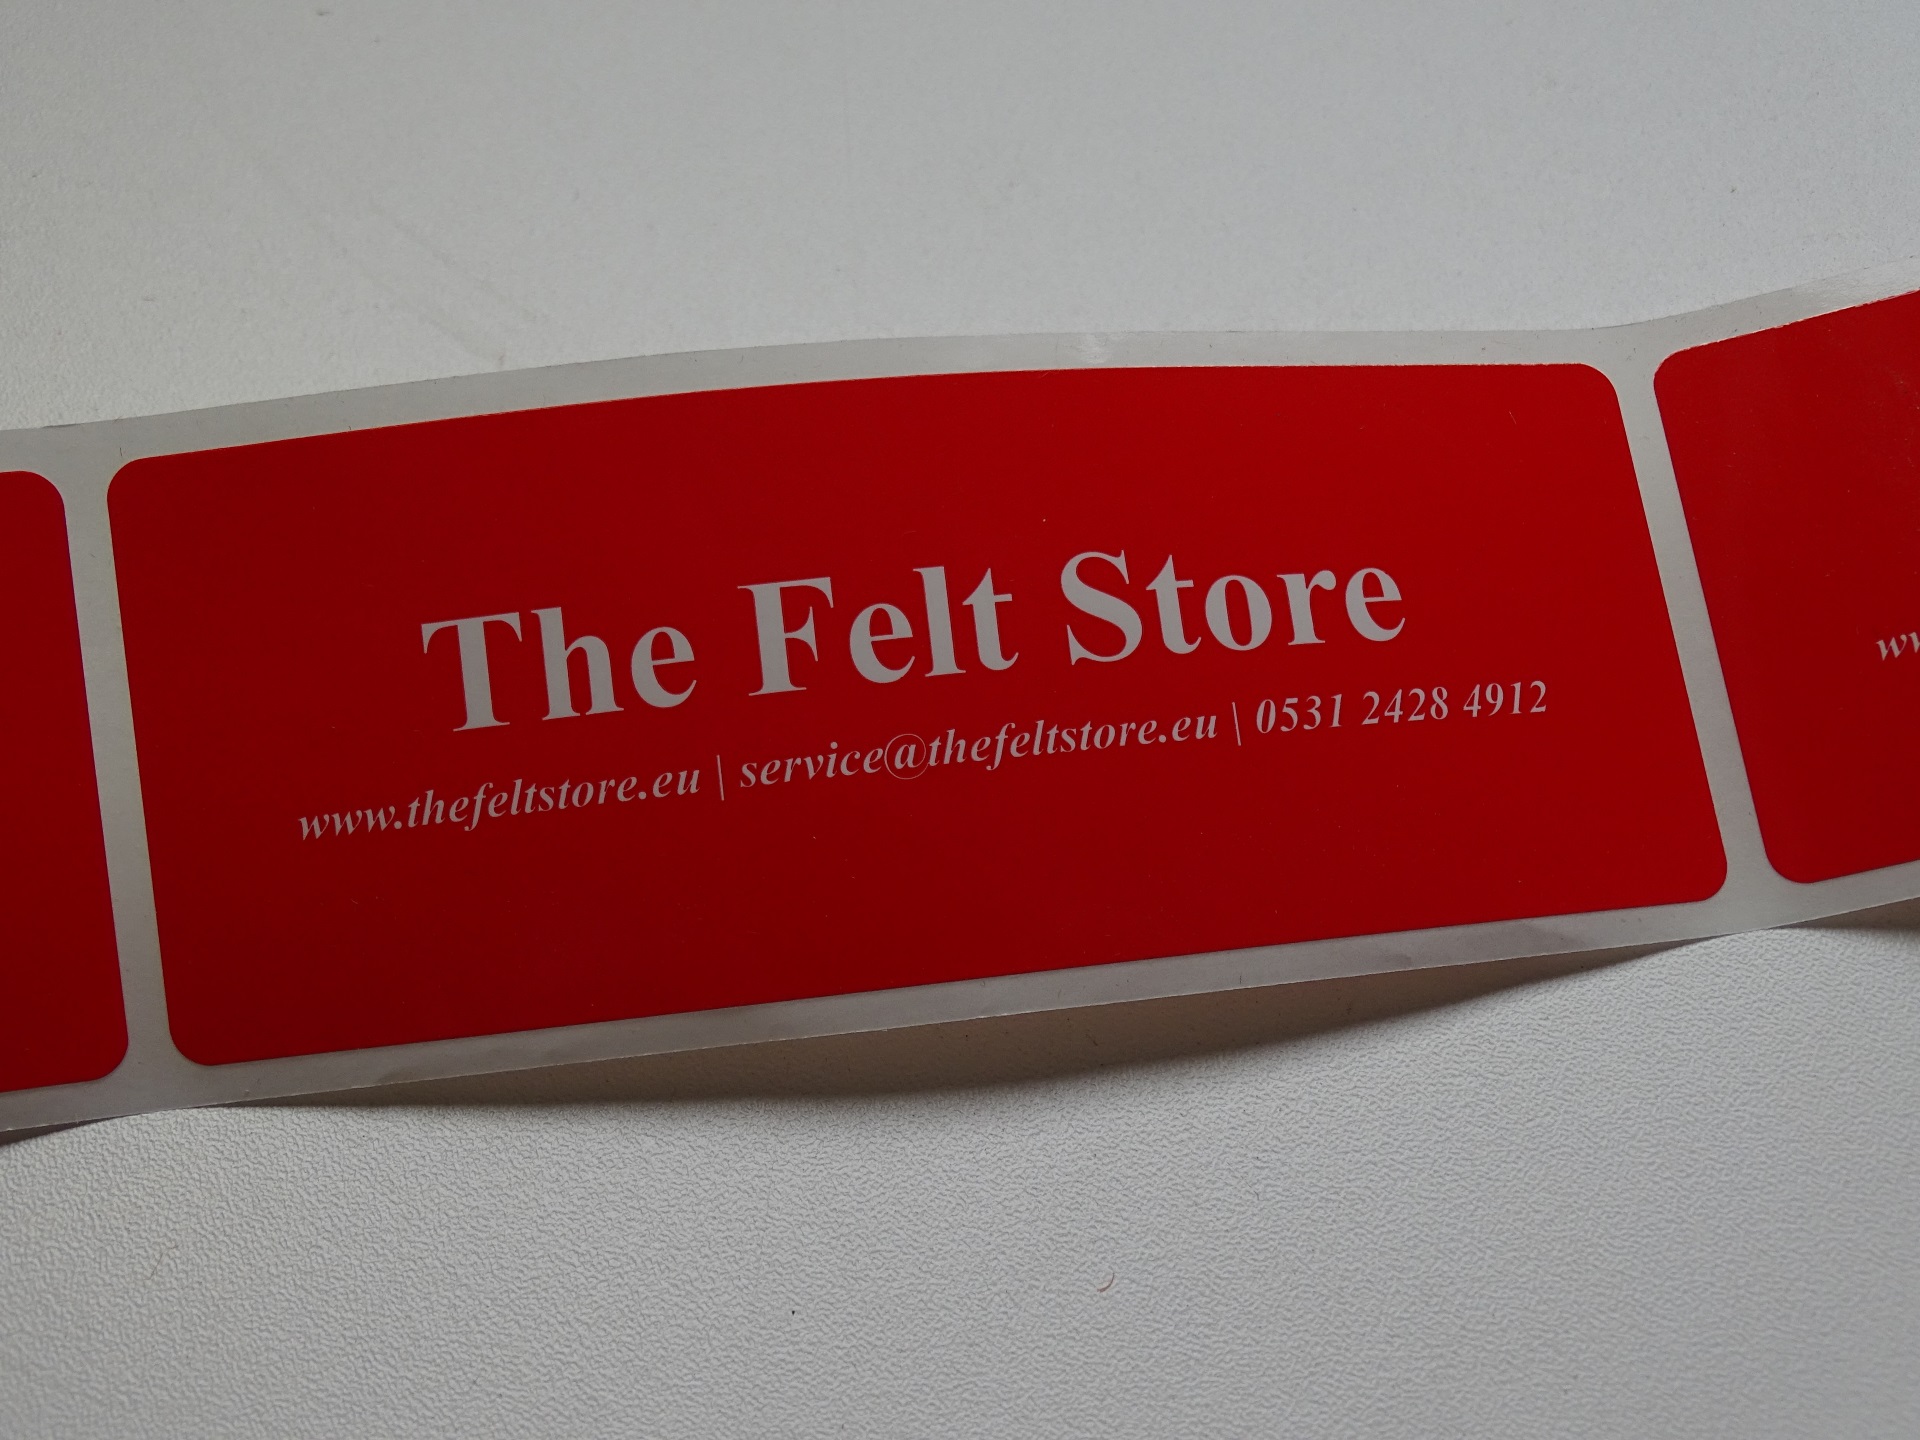 The Felt Store
www.thefeltstore.eu | service@thefeltstore.eu | 0531 2428 4912